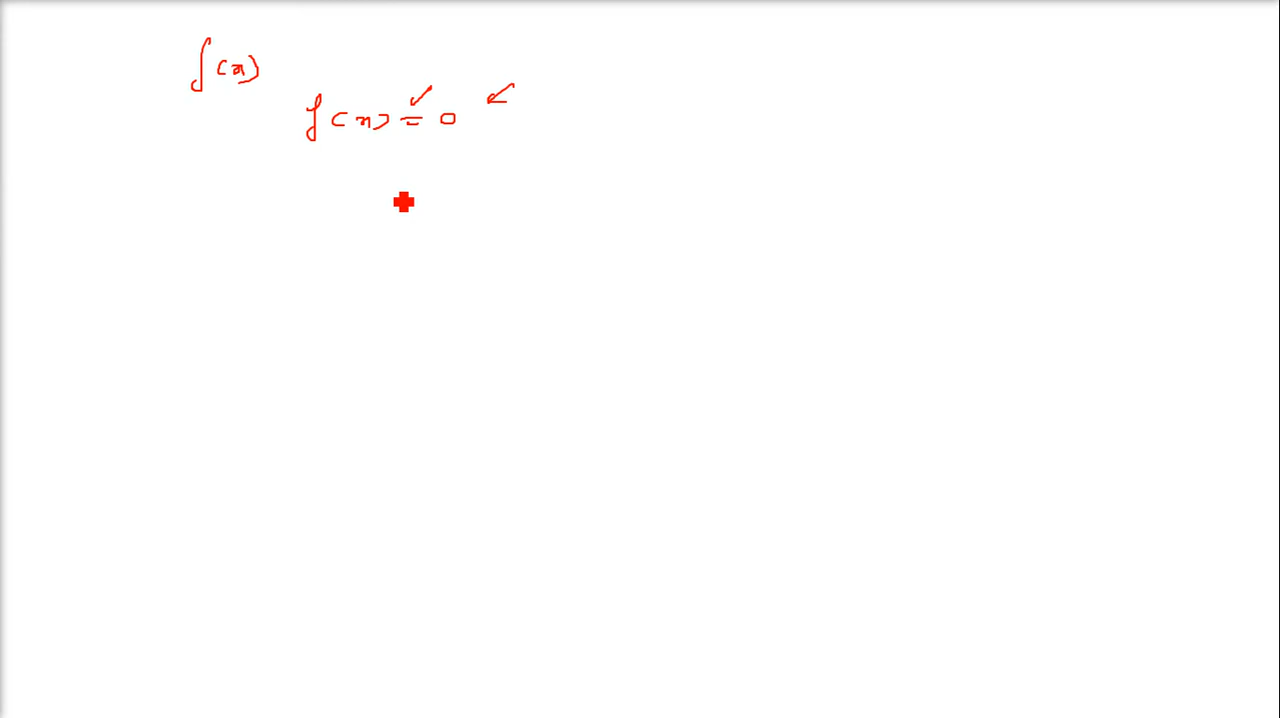 f(x)
f(x) = 0